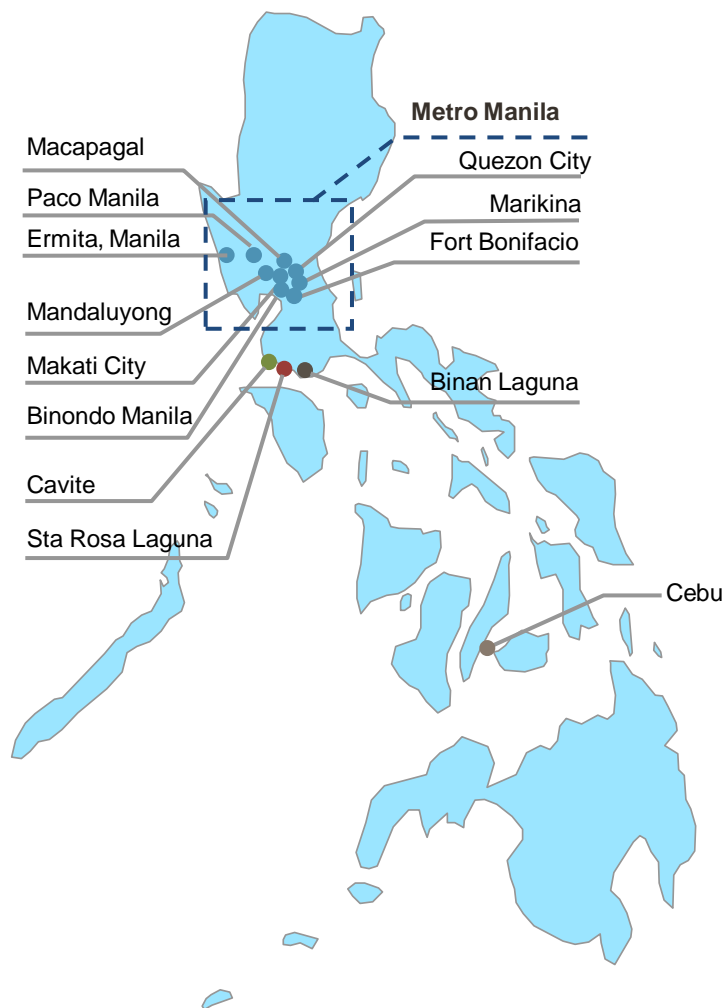 Metro Manila
Macapagal
Quezon City
Paco Manila
Marikina
Ermita, Manila
Fort Bonifacio
Mandaluyong
Makati City
Binan Laguna
Binondo Manila
Cavite
Sta Rosa Laguna
Cebu